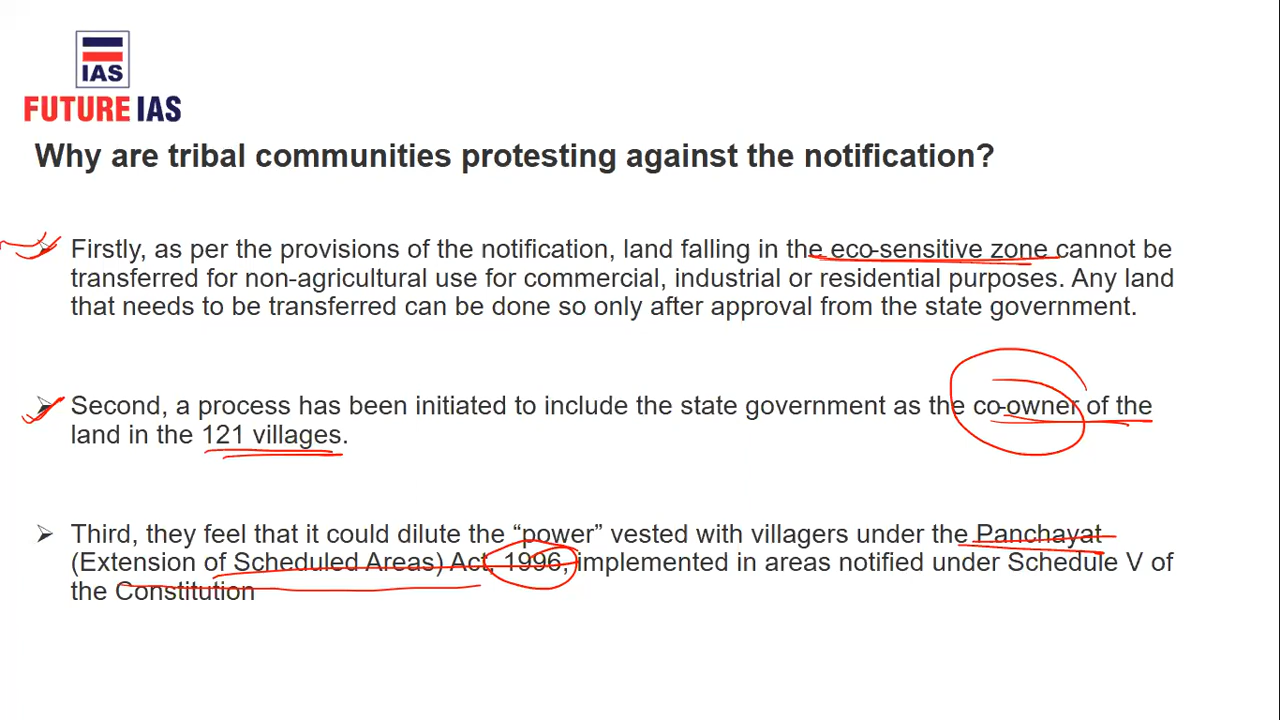 IAS
FUTURE IAS
Why are tribal communities protesting against the notification?
Firstly, as per the provisions of the notification, land falling in the eco-sensitive zone cannot be
transferred for non-agricultural use for commercial, industrial or residential purposes. Any land
that needs to be transferred can be done so only after approval from the state government.
Second, a process has been initiated to include the state government as the co-owner of the
land in the 121 villages.
Third, they feel that it could dilute the “power” vested with villagers under the Panchayat
(Extension of Scheduled Areas) Act, 1996, implemented in areas notified under Schedule V of
the Constitution